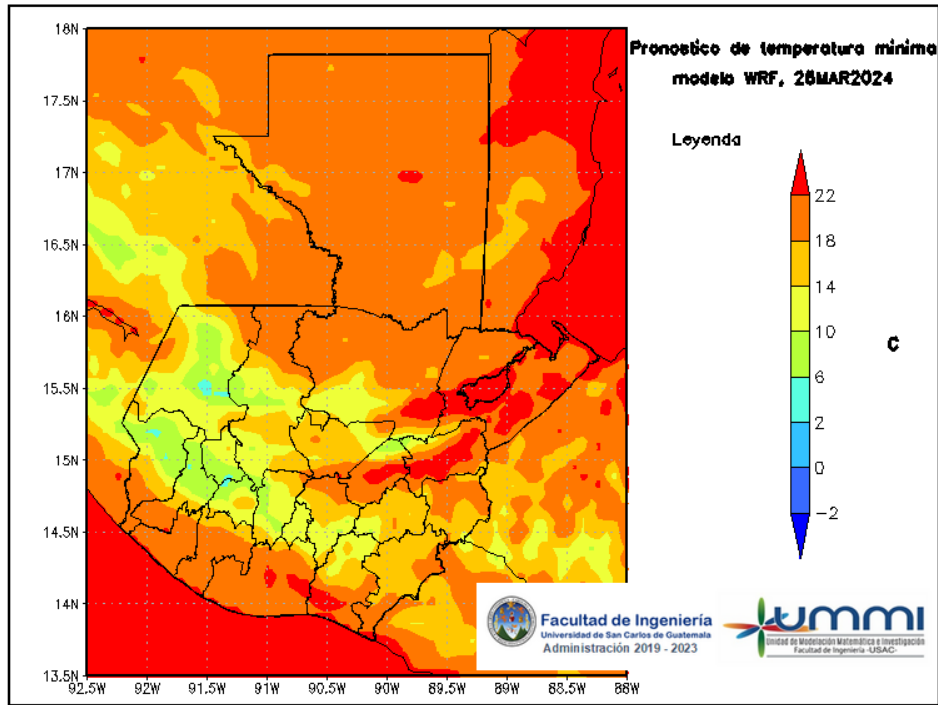 Pronostico de temperatura minima
modelo WRF,
Leyenda
18N
17.5N
17N
16.5N
16N
15.5N
15N
14.5N
14N
13.5N
92.5W 92W 91.5W 91W 90.5W 90W 89.5W 89W 88.5W 88W
22
18
14
10
6
2
0
−2
C
Facultad de Ingeniería
Universidad de San Carlos de Guatemala
Administración 2019 - 2023
ummi
Unidad de Modelación Matemática e Investigación
Facultad de Ingeniería -USAC-